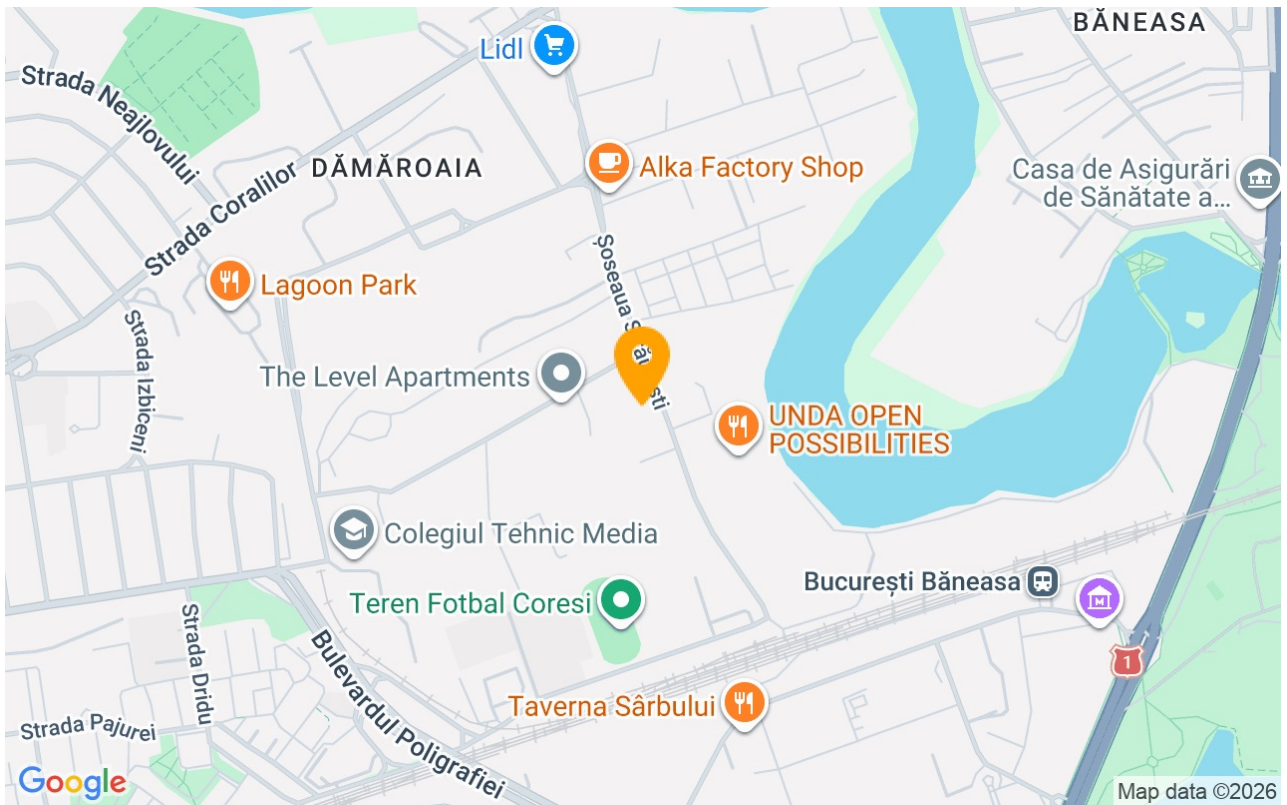 BĂNEASA
Lidl
Strada Neajlovului
DĂMĂROAIA
Alka Factory Shop
Casa de Asigurări
de Sănătate a...
Strada Coralilor
Șoseaua
Lagoon Park
Strada Izbiceni
The Level Apartments
UNDA OPEN
POSSIBILITIES
Colegiul Tehnic Media
București Băneasa
Teren Fotbal Coresi
Strada Dridu
Bulevardul Poligrafiei
1
Taverna Sârbului
Strada Pajurei
Google
Map data ©2026